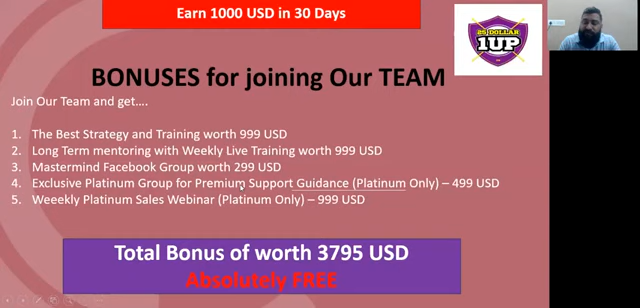 Earn 1000 USD in 30 Days
25 DOLLAR
1UP
BONUSES for joining Our TEAM
Join Our Team and get....
1. The Best Strategy and Training worth 999 USD
2. Long Term mentoring with Weekly Live Training worth 999 USD
3. Mastermind Facebook Group worth 299 USD
4. Exclusive Platinum Group for Premium Support Guidance (Platinum Only) – 499 USD
5. Weeekly Platinum Sales Webinar (Platinum Only) – 999 USD
Total Bonus of worth 3795 USD
Absolutely FREE